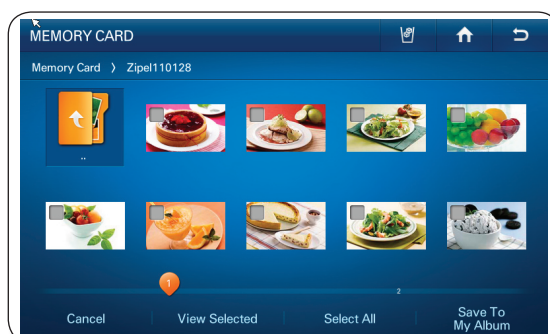 MEMORY CARD
Memory Card 〉 Zipel110128
..
1
2
Cancel
View Selected
Select All
Save To
My Album